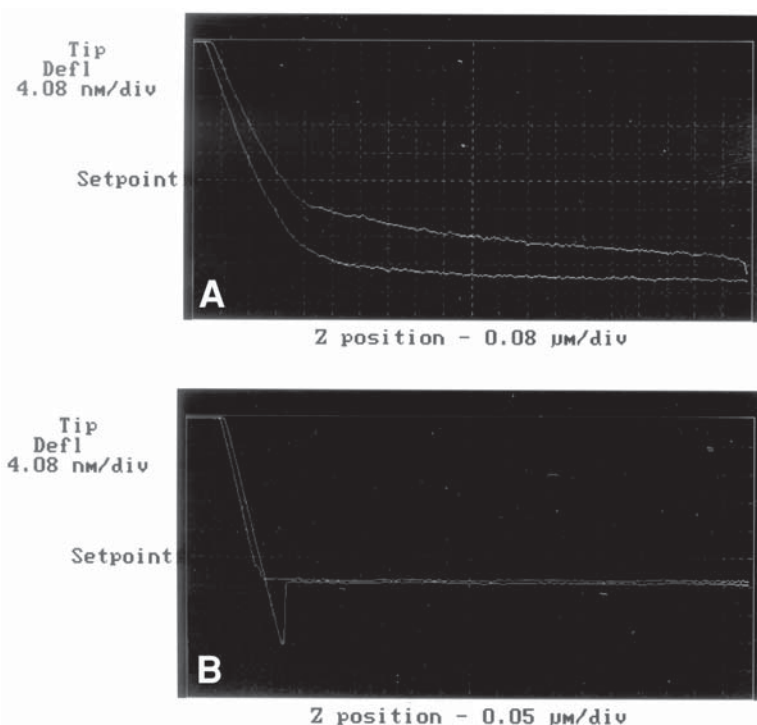 Tip
Defl
4.08 nm/div
Setpoint
A
Z position - 0.08 µm/div
Tip
Defl
4.08 nm/div
Setpoint
B
Z position - 0.05 µm/div